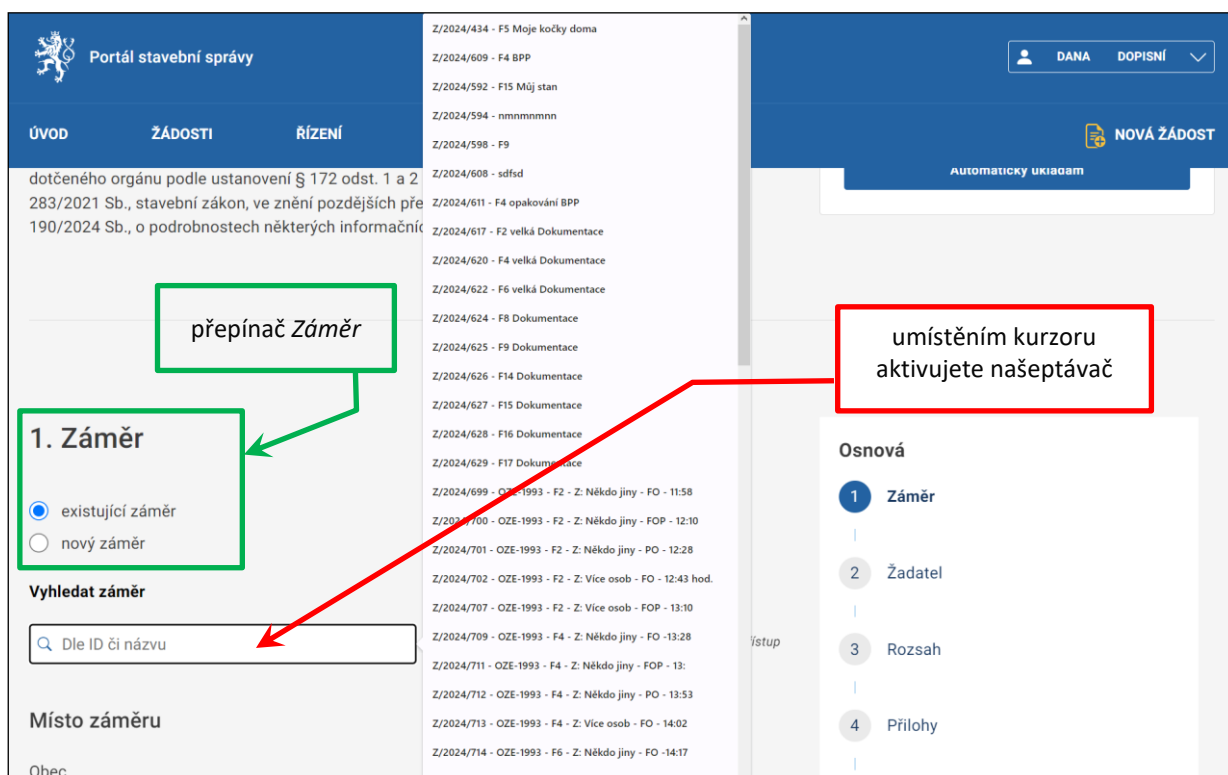 Portál stavební správy
DANA DOPISNÍ
ÚVOD ŽÁDOSTI ŘÍZENÍ
NOVÁ ŽÁDOST
dotčeného orgánu podle ustanovení § 172 odst. 1 a 2
283/2021 Sb., stavební zákon, ve znění pozdějších pře
190/2024 Sb., o podrobnostech některých informačníc
Automaticky ukládám
přepínač Záměr
1. Záměr
existující záměr
nový záměr
Vyhledat záměr
Dle ID či názvu
Místo záměru
Obec
Z/2024/434 - F5 Moje kočky doma
Z/2024/609 - F4 BPP
Z/2024/592 - F15 Můj stan
Z/2024/594 - nmnmnmnn
Z/2024/598 - F9
Z/2024/608 - sdfsd
Z/2024/611 - F4 opakování BPP
Z/2024/617 - F2 velká Dokumentace
Z/2024/620 - F4 velká Dokumentace
Z/2024/622 - F6 velká Dokumentace
Z/2024/624 - F8 Dokumentace
Z/2024/625 - F9 Dokumentace
Z/2024/626 - F14 Dokumentace
Z/2024/627 - F15 Dokumentace
Z/2024/628 - F16 Dokumentace
Z/2024/629 - F17 Dokumentace
Z/2024/699 - OZE-1993 - F2 - Z: Někdo jiny - FO - 11:58
Z/2024/700 - OZE-1993 - F2 - Z: Někdo jiny - FOP - 12:10
Z/2024/701 - OZE-1993 - F2 - Z: Někdo jiny - PO - 12:28
Z/2024/702 - OZE-1993 - F2 - Z: Více osob - FO - 12:43 hod.
Z/2024/707 - OZE-1993 - F2 - Z: Více osob - FOP - 13:10
Z/2024/709 - OZE-1993 - F4 - Z: Někdo jiny - FO -13:28
Z/2024/711 - OZE-1993 - F4 - Z: Někdo jiny - FOP - 13:
Z/2024/712 - OZE-1993 - F4 - Z: Někdo jiny - PO - 13:53
Z/2024/713 - OZE-1993 - F4 - Z: Více osob - FO - 14:02
Z/2024/714 - OZE-1993 - F6 - Z: Někdo jiny - FO -14:17
umístěním kurzoru
aktivujete našeptávač
Osnová
1 Záměr
2 Žadatel
3 Rozsah
4 Přílohy